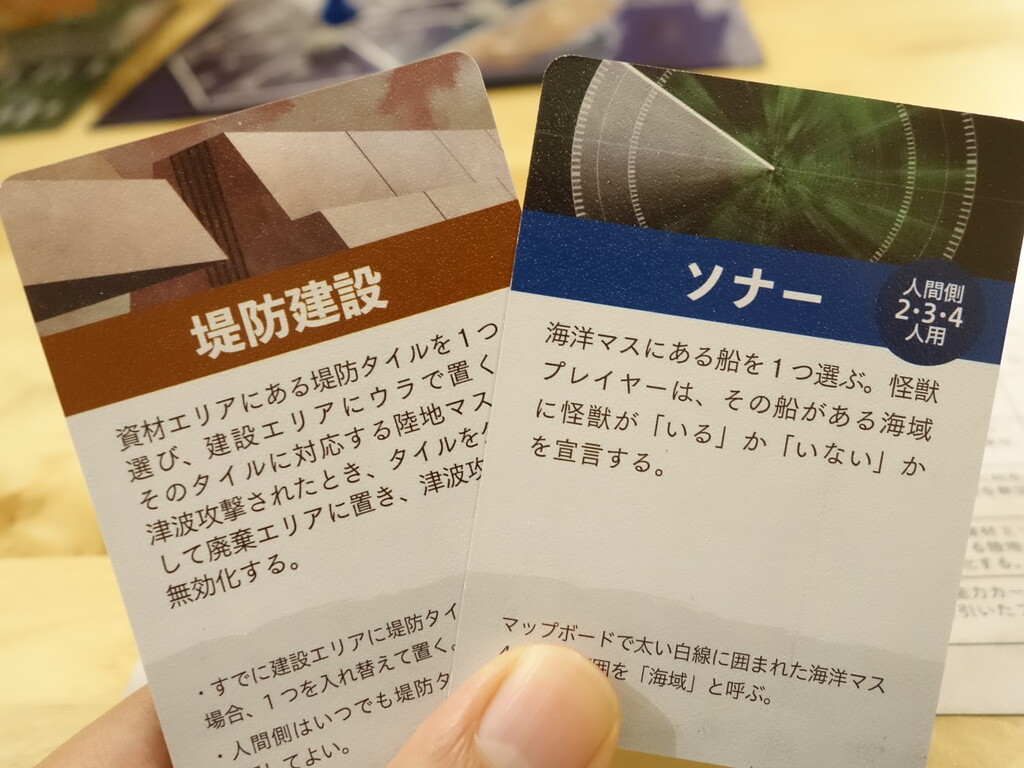 堤防建設
資材エリアにある堤防タイルを1つ
選び、建設エリアにウラで置く
そのタイルに対応する陸地マス
津波攻撃されたとき、タイルを
して廃棄エリアに置き、津波攻
無効化する。
・すでに建設エリアに堤防タイ
場合、1つを入れ替えて置く。
・人間側はいつでも堤防タ
してよい。
ソナー
人間側
2・3・4
人用
海洋マスにある船を1つ選ぶ。怪獣
プレイヤーは、その船がある海域
に怪獣が「いる」か「いない」か
を宣言する。
マップボードで太い白線に囲まれた海洋マス
囲を「海域」と呼ぶ。